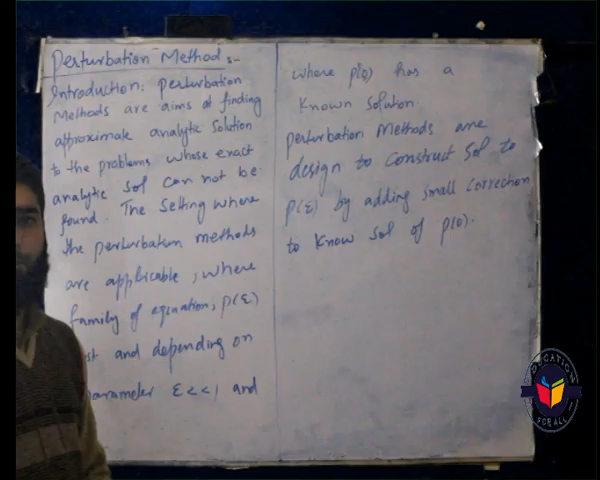 Perturbation Method:-
Introduction: Perturbation
Methods are aims at finding
approximate analytic solution
to the problems whose exact
analytic sol can not be
found. The Setting where
the perturbation methods
are applicable, where
family of equation, P(ε)
and depending on
parameter ε<<1 and
where P(0) has a
Known Solution
perturbation Methods are
design to construct Sol to
P(ε) by adding small correction
to know Sol of P(0).
EDUCATION
FOR ALL